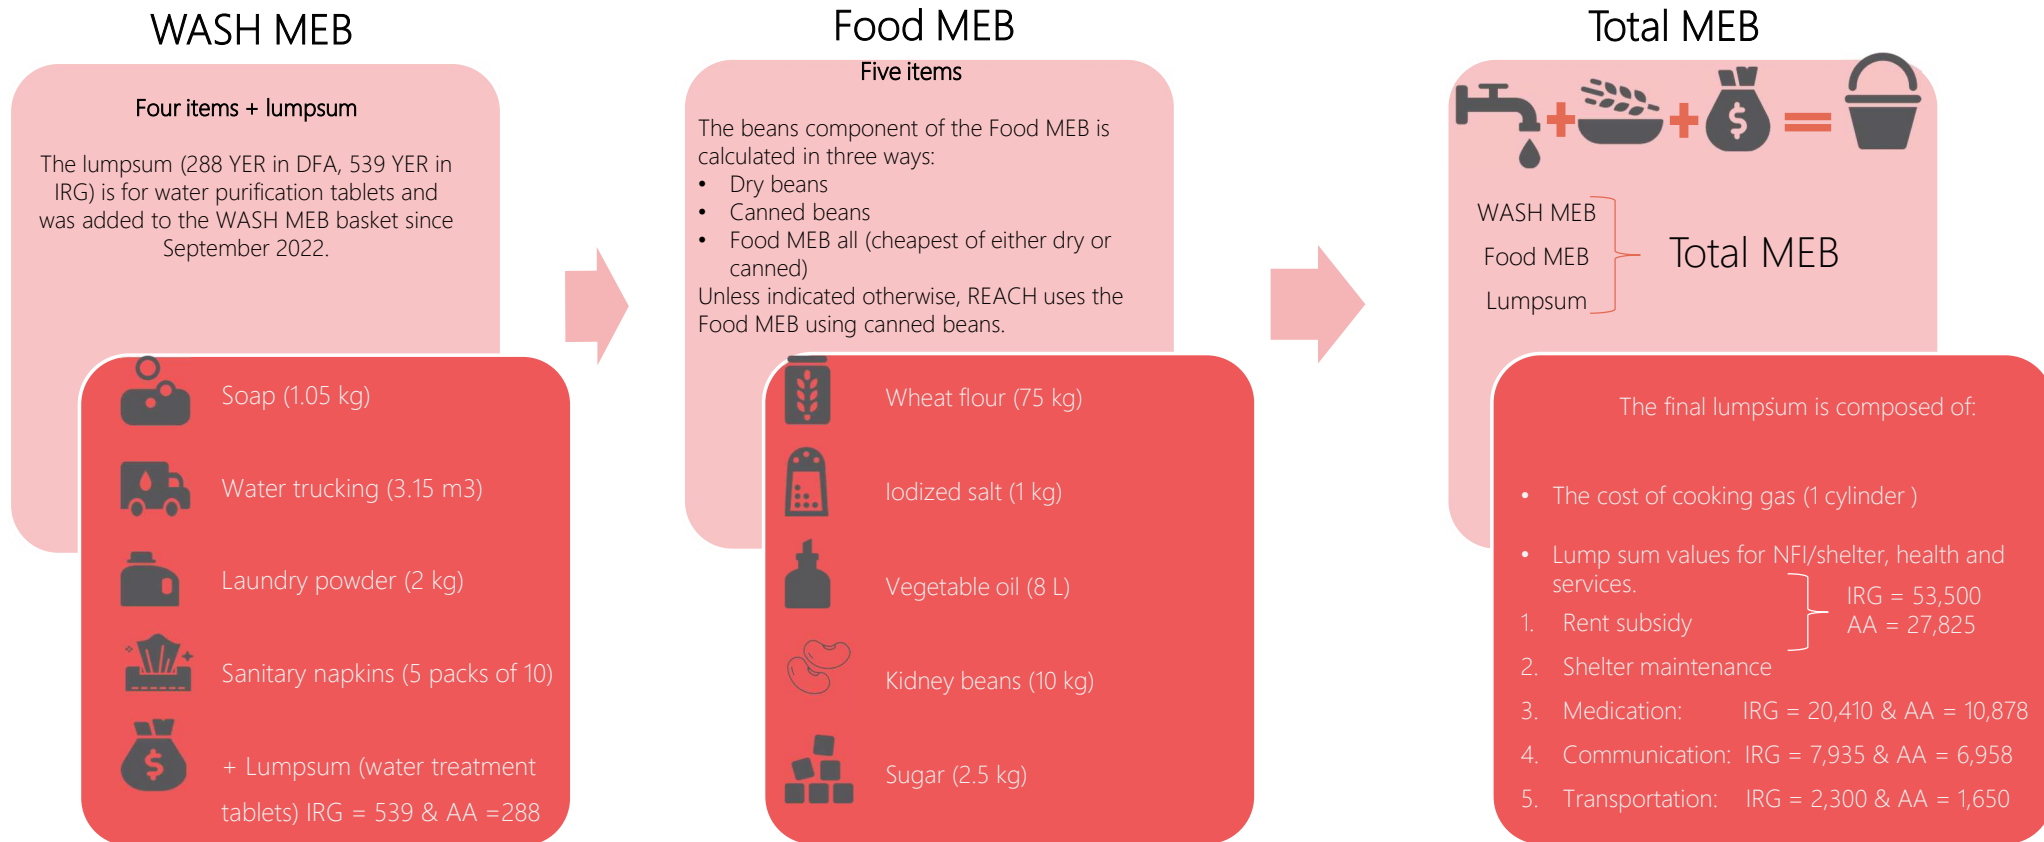 WASH MEB
Four items + lumpsum
The lumpsum (288 YER in DFA, 539 YER in
IRG) is for water purification tablets and
was added to the WASH MEB basket since
September 2022.
Soap (1.05 kg)
Water trucking (3.15 m3)
Laundry powder (2 kg)
Sanitary napkins (5 packs of 10)
$
+ Lumpsum (water treatment
tablets) IRG = 539 & AA =288
Food MEB
Five items
The beans component of the Food MEB is
calculated in three ways:
• Dry beans
• Canned beans
• Food MEB all (cheapest of either dry or
canned)
Unless indicated otherwise, REACH uses the
Food MEB using canned beans.
Wheat flour (75 kg)
Iodized salt (1 kg)
Vegetable oil (8 L)
Kidney beans (10 kg)
Sugar (2.5 kg)
Total MEB
+ + $ =
WASH MEB
Food MEB
Lumpsum
Total MEB
The final lumpsum is composed of:
• The cost of cooking gas (1 cylinder )
• Lump sum values for NFI/shelter, health and
services.
IRG = 53,500
AA = 27,825
1. Rent subsidy
2. Shelter maintenance
3. Medication: IRG = 20,410 & AA = 10,878
4. Communication: IRG = 7,935 & AA = 6,958
5. Transportation: IRG = 2,300 & AA = 1,650